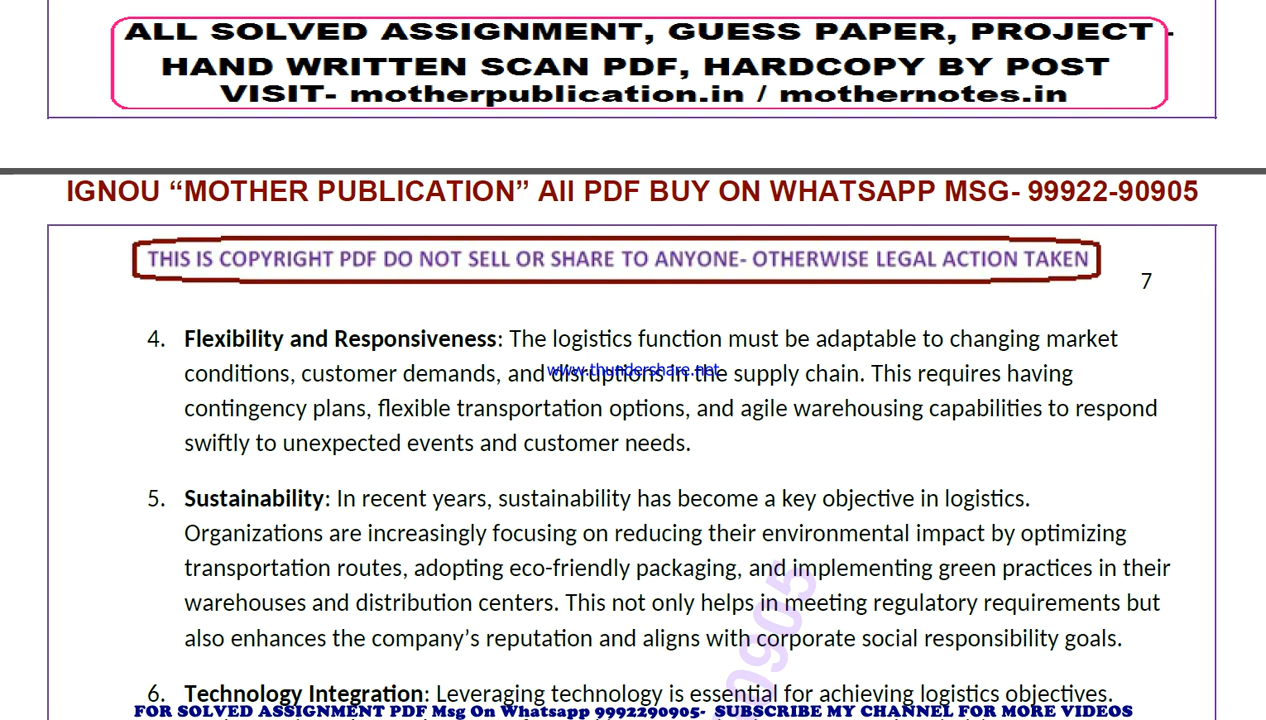 ALL SOLVED ASSIGNMENT, GUESS PAPER, PROJECT -
HAND WRITTEN SCAN PDF, HARDCOPY BY POST
VISIT- motherpublication.in / mothernotes.in
IGNOU “MOTHER PUBLICATION” All PDF BUY ON WHATSAPP MSG- 99922-90905
THIS IS COPYRIGHT PDF DO NOT SELL OR SHARE TO ANYONE- OTHERWISE LEGAL ACTION TAKEN
7
4. Flexibility and Responsiveness: The logistics function must be adaptable to changing market
conditions, customer demands, and disruptions in the supply chain. This requires having
www.thundershare.net
contingency plans, flexible transportation options, and agile warehousing capabilities to respond
swiftly to unexpected events and customer needs.
5. Sustainability: In recent years, sustainability has become a key objective in logistics.
Organizations are increasingly focusing on reducing their environmental impact by optimizing
transportation routes, adopting eco-friendly packaging, and implementing green practices in their
warehouses and distribution centers. This not only helps in meeting regulatory requirements but
also enhances the company’s reputation and aligns with corporate social responsibility goals.
6. Technology Integration: Leveraging technology is essential for achieving logistics objectives.
FOR SOLVED ASSIGNMENT PDF Msg On Whatsapp 9992290905- SUBSCRIBE MY CHANNEL FOR MORE VIDEOS